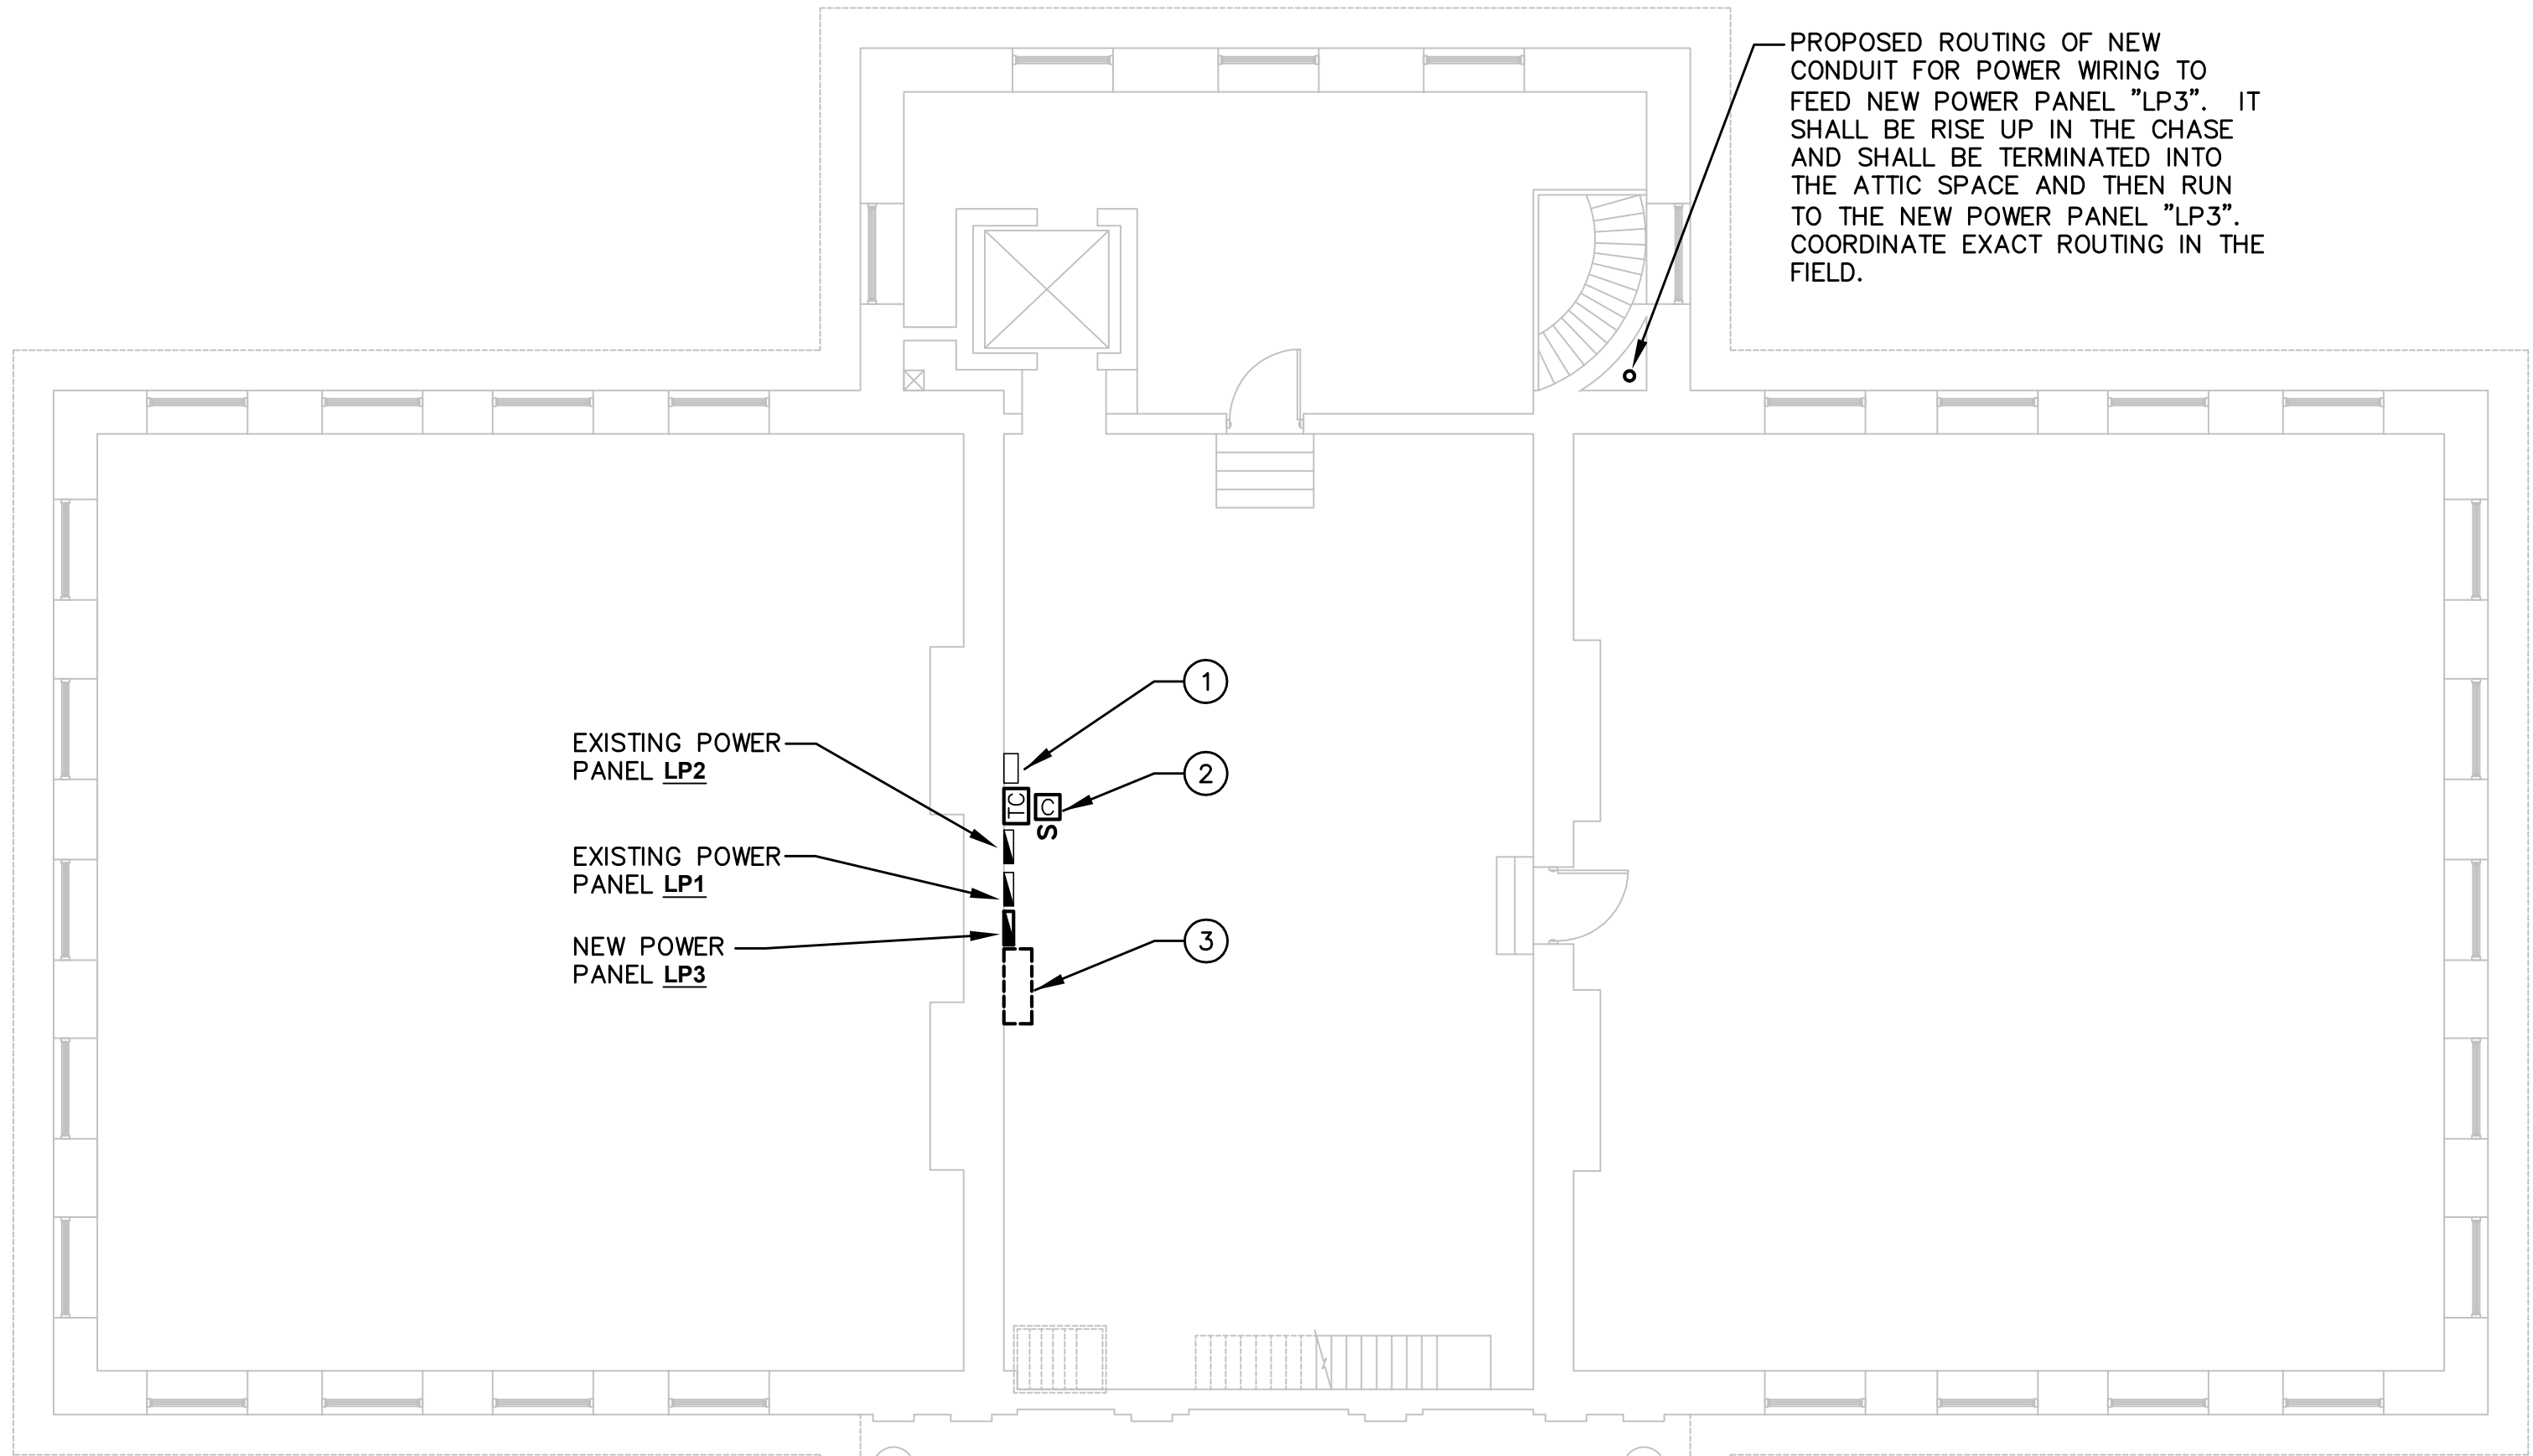 PROPOSED ROUTING OF NEW
CONDUIT FOR POWER WIRING TO
FEED NEW POWER PANEL "LP3". IT
SHALL BE RISE UP IN THE CHASE
AND SHALL BE TERMINATED INTO
THE ATTIC SPACE AND THEN RUN
TO THE NEW POWER PANEL "LP3".
COORDINATE EXACT ROUTING IN THE
FIELD.
1
EXISTING POWER
PANEL LP2
2
TC
C
S
EXISTING POWER
PANEL LP1
NEW POWER
PANEL LP3
3